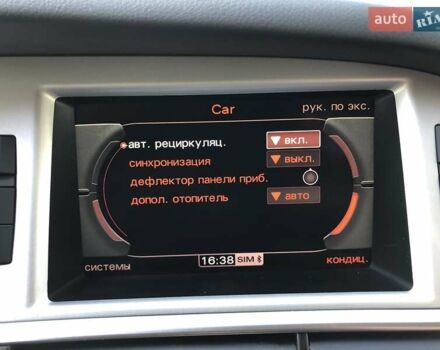 auto RIA.com
Car
рук. по экс.
авт. рециркуляц. ▼ вкл.
синхронизация ▼ выкл.
дефлектор панели приб.
допол. отопитель ▼ авто
16:38 SIM
системы
кондиц.